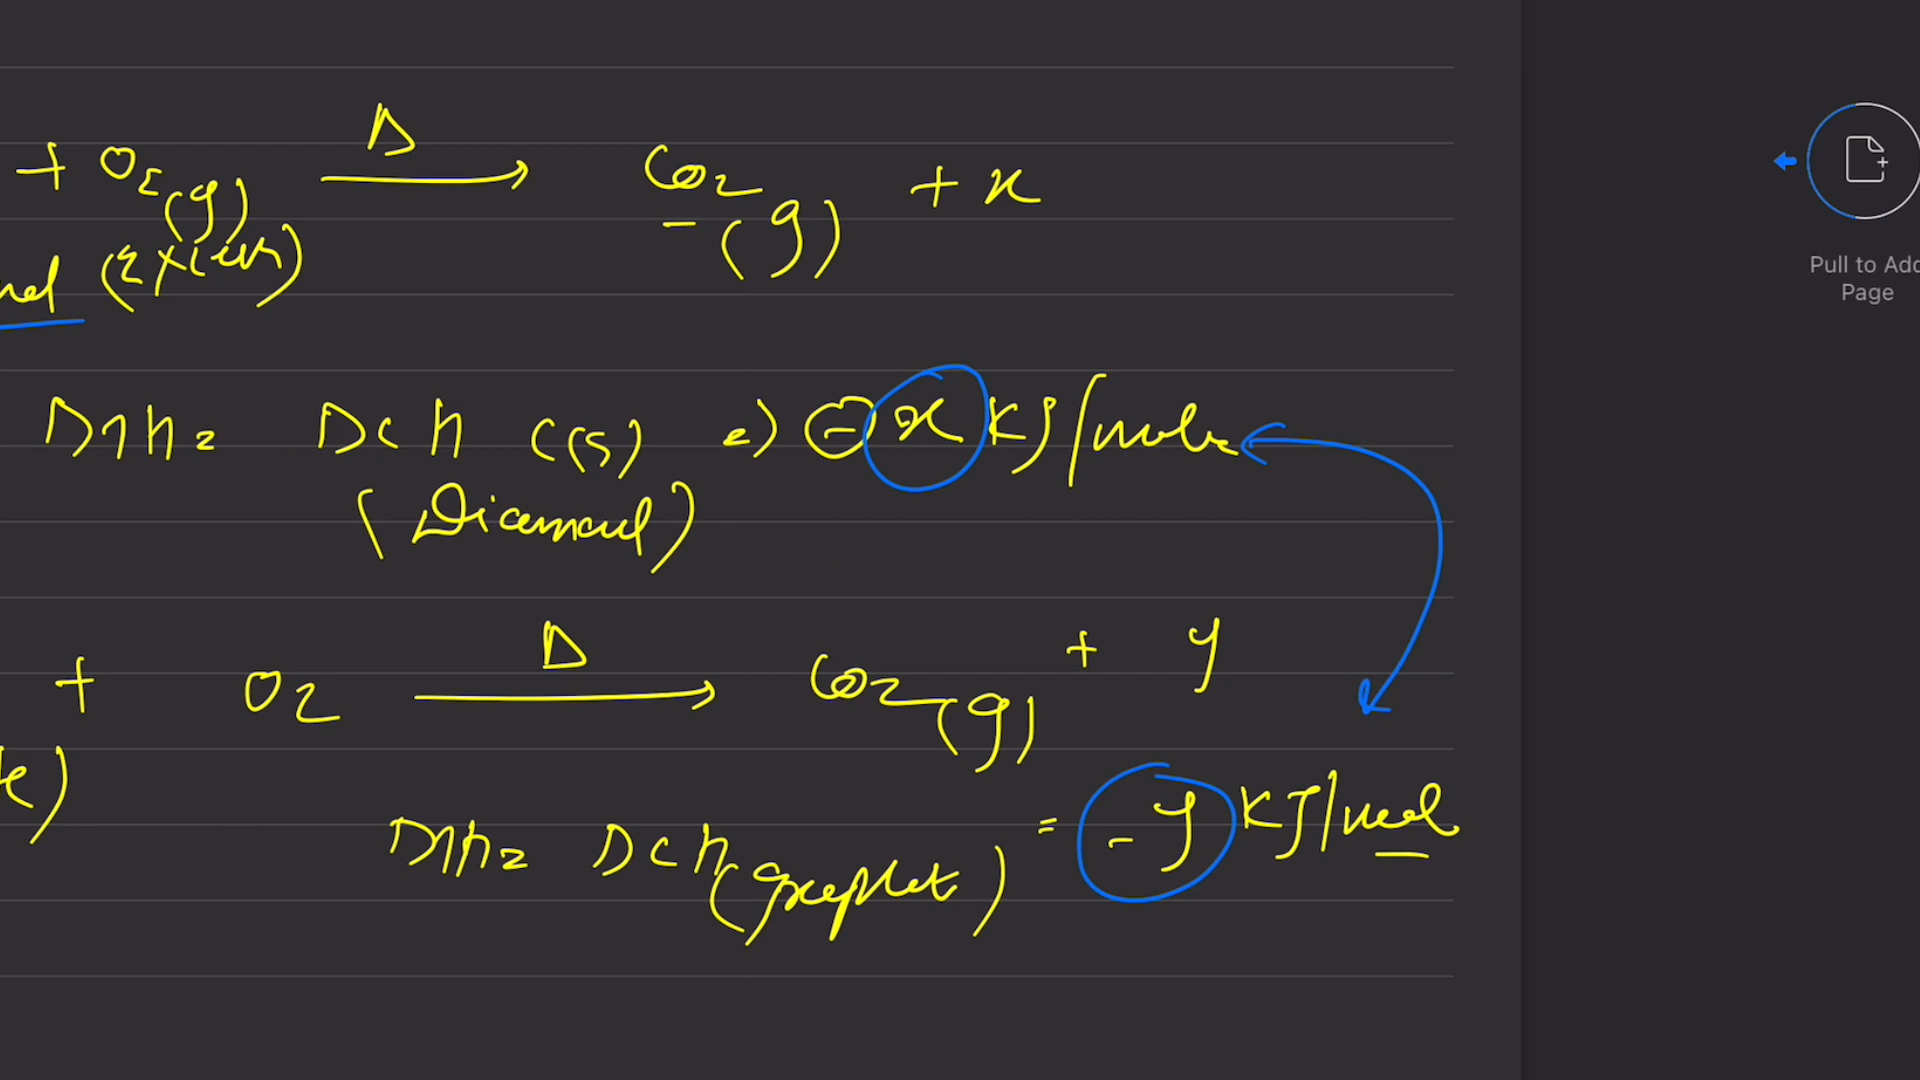 + O2(g) Δ → CO2(g) + x
(Excess)
ΔrH = ΔcH C(s) => -x KJ/mole
(Diamond)
+ O2 Δ → CO2(g) + y
ΔrH = ΔcH (graphite) = -y KJ/mol
Pull to Add
Page